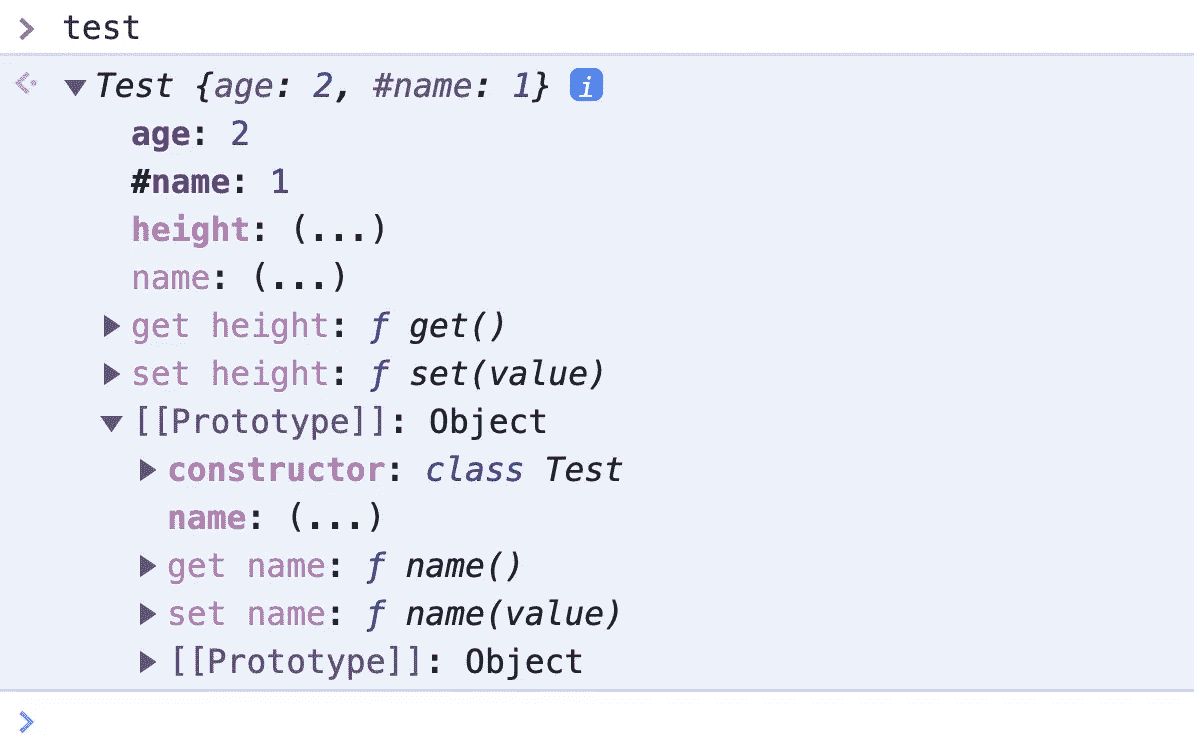 test
Test {age: 2, #name: 1} i
age: 2
#name: 1
height: (...)
name: (...)
get height: ƒ get()
set height: ƒ set(value)
[[Prototype]]: Object
constructor: class Test
name: (...)
get name: ƒ name()
set name: ƒ name(value)
[[Prototype]]: Object